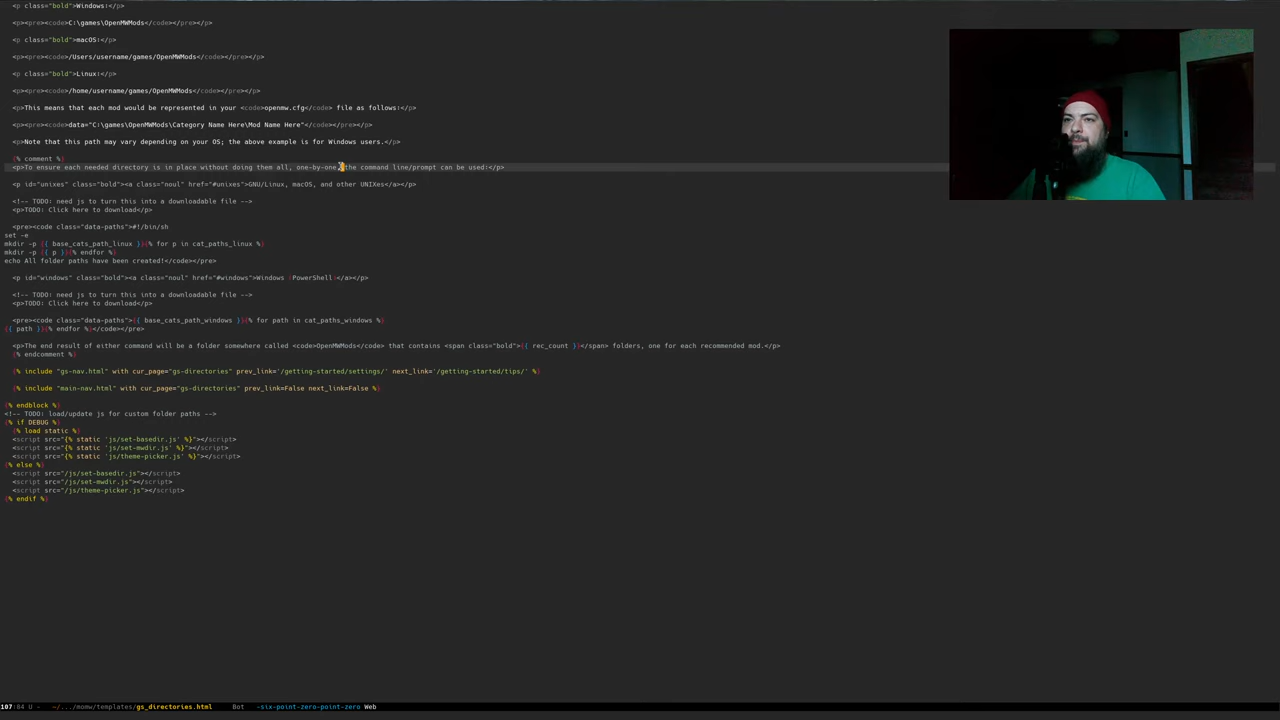 <p class="bold">Windows:</p>
<p><pre><code>C:\games\OpenMWMods</code></pre></p>
<p class="bold">macOS:</p>
<p><pre><code>/Users/username/games/OpenMWMods</code></pre></p>
<p class="bold">Linux:</p>
<p><pre><code>/home/username/games/OpenMWMods</code></pre></p>
<p>This means that each mod would be represented in your <code>openmw.cfg</code> file as follows:</p>
<p><pre><code>data="C:\games\OpenMWMods\Category Name Here\Mod Name Here"</code></pre></p>
<p>Note that this path may vary depending on your OS; the above example is for Windows users.</p>
{% comment %}
<p>To ensure each needed directory is in place without doing them all, one-by-one, the command line/prompt can be used:</p>
<p id="unixes" class="bold"><a class="noul" href="#unixes">GNU/Linux, macOS, and other UNIXes</a></p>
<!-- TODO: need js to turn this into a downloadable file -->
<p>TODO: Click here to download</p>
<pre><code class="data-paths">#!/bin/sh
set -e
mkdir -p {{ base_cats_path_linux }}{% for p in cat_paths_linux %}
mkdir -p {{ p }}{% endfor %}
echo All folder paths have been created!</code></pre>
<p id="windows" class="bold"><a class="noul" href="#windows">Windows (PowerShell)</a></p>
<!-- TODO: need js to turn this into a downloadable file -->
<p>TODO: Click here to download</p>
<pre><code class="data-paths">{{ base_cats_path_windows }}{% for path in cat_paths_windows %}
{{ path }}{% endfor %}</code></pre>
<p>The end result of either command will be a folder somewhere called <code>OpenMWMods</code> that contains <span class="bold">{{ rec_count }}</span> folders, one for each recommended mod.</p>
{% endcomment %}
{% include "gs-nav.html" with cur_page="gs-directories" prev_link='/getting-started/settings/' next_link='/getting-started/tips/' %}
{% include "main-nav.html" with cur_page="gs-directories" prev_link=False next_link=False %}
{% endblock %}
<!-- TODO: load/update js for custom folder paths -->
{% if DEBUG %}
{% load static %}
<script src="{% static 'js/set-basedir.js' %}"></script>
<script src="{% static 'js/set-mwdir.js' %}"></script>
<script src="{% static 'js/theme-picker.js' %}"></script>
{% else %}
<script src="/js/set-basedir.js"></script>
<script src="/js/set-mwdir.js"></script>
<script src="/js/theme-picker.js"></script>
{% endif %}
107:84 U - ~/.../momw/templates/gs_directories.html Bot -six-point-zero-point-zero Web